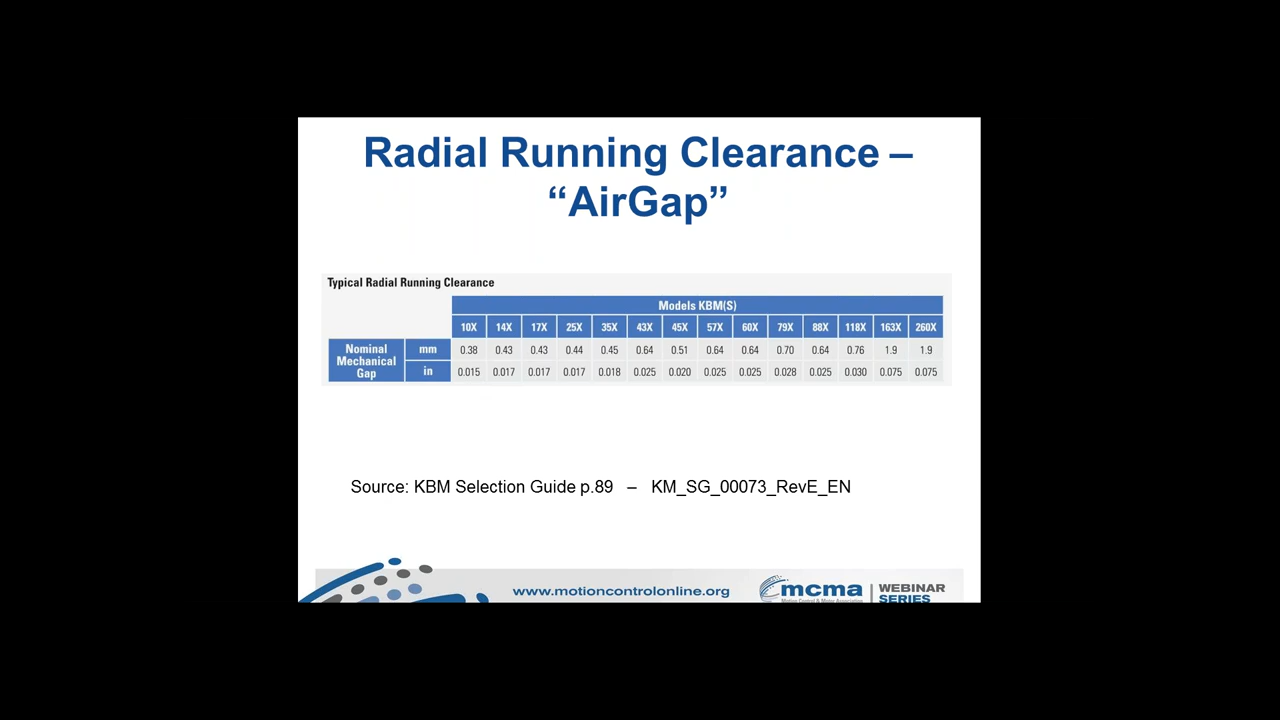 Radial Running Clearance –
“AirGap”
Typical Radial Running Clearance
Models KBM(S)
10X 14X 17X 25X 35X 43X 45X 57X 60X 79X 88X 118X 163X 260X
Nominal Mechanical Gap
mm 0.38 0.43 0.43 0.44 0.45 0.64 0.51 0.64 0.64 0.70 0.64 0.76 1.9 1.9
in 0.015 0.017 0.017 0.017 0.018 0.025 0.020 0.025 0.025 0.028 0.025 0.030 0.075 0.075
Source: KBM Selection Guide p.89 – KM_SG_00073_RevE_EN
www.motioncontrolonline.org
mcma
Motion Control & Motor Association
WEBINAR
SERIES